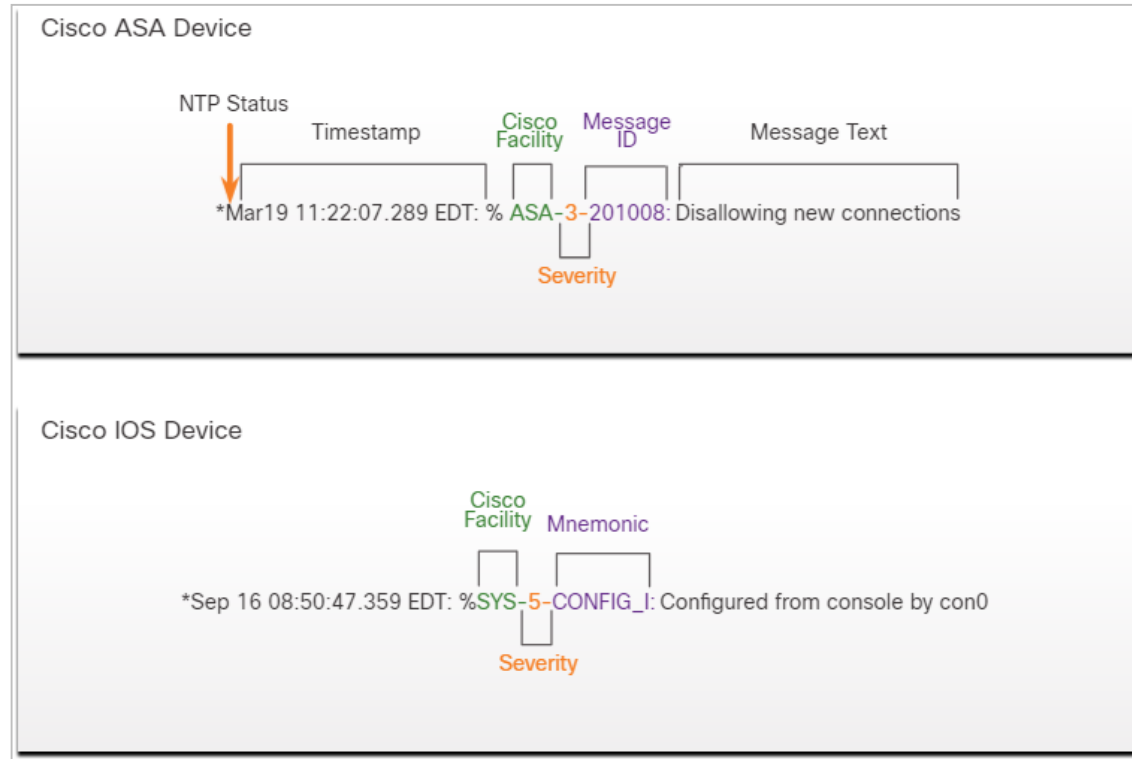 Cisco ASA Device
NTP Status
Timestamp
Cisco
Facility
Message
ID
Message Text
*Mar19 11:22:07.289 EDT: % ASA-3-201008: Disallowing new connections
Severity
Cisco IOS Device
Cisco
Facility
Mnemonic
*Sep 16 08:50:47.359 EDT: %SYS-5-CONFIG_I: Configured from console by con0
Severity